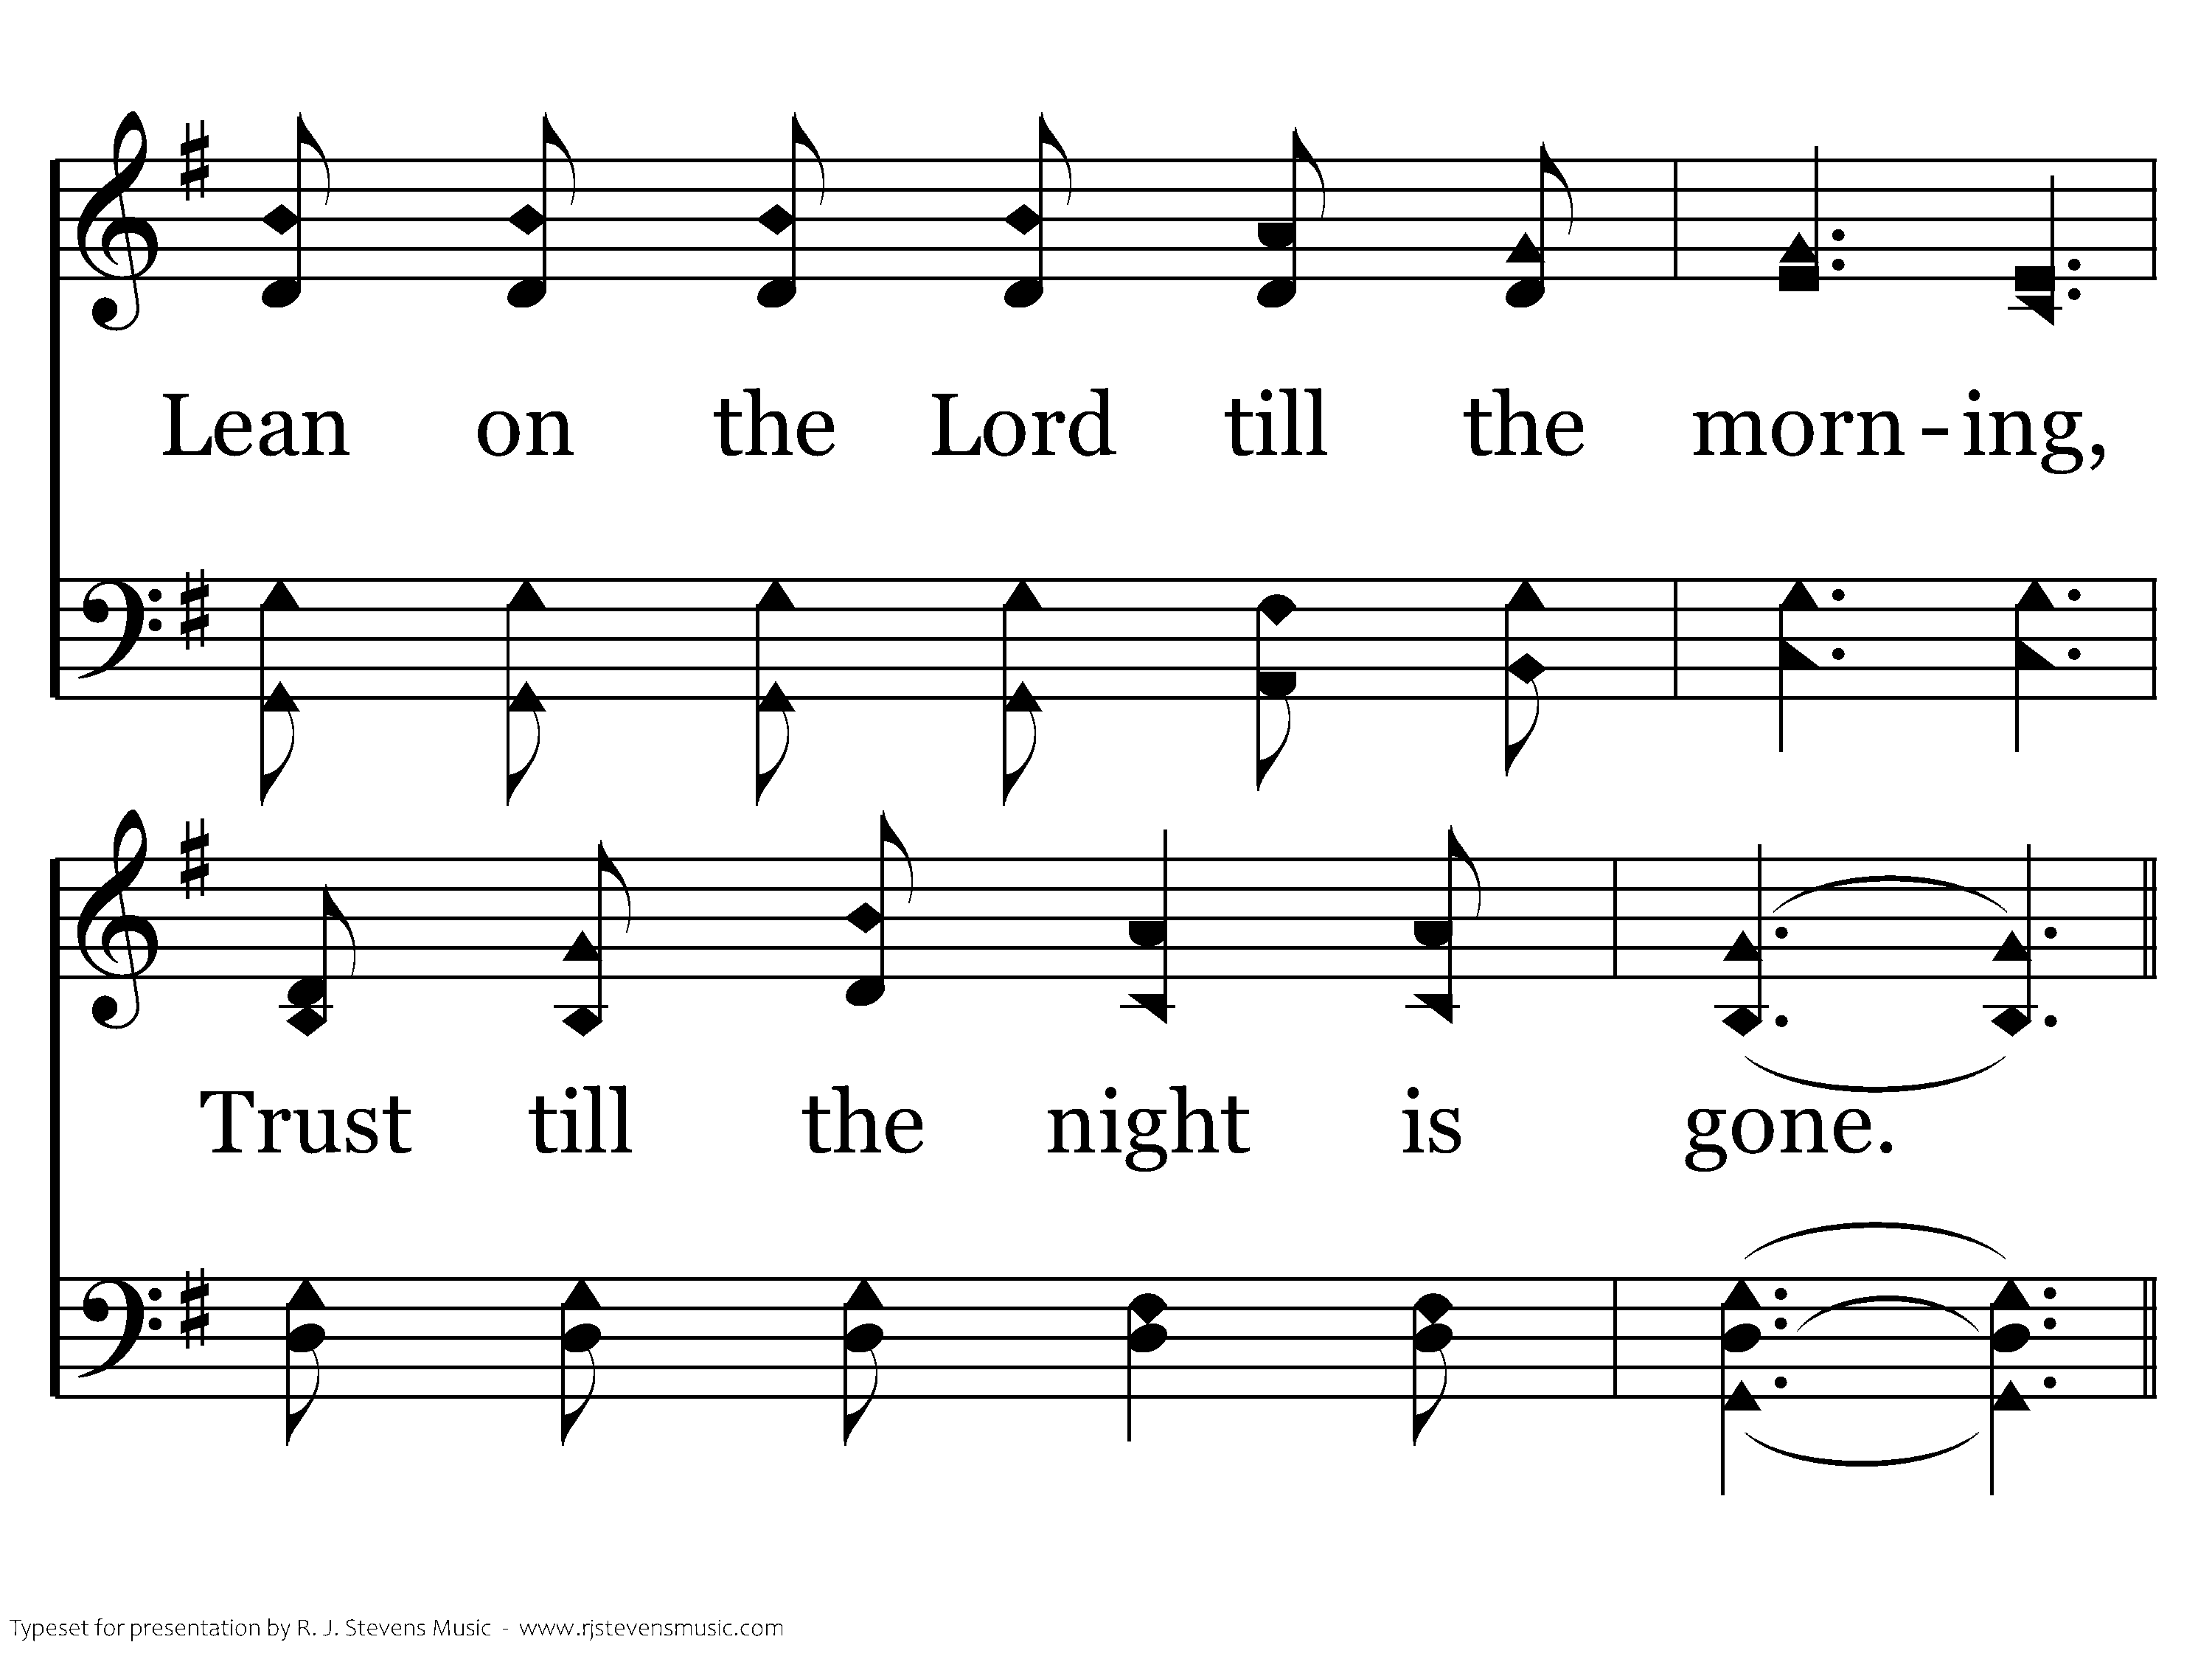 Lean on the Lord till the morn-ing,
Trust till the night is gone.
Typeset for presentation by R. J. Stevens Music - www.rjstevensmusic.com